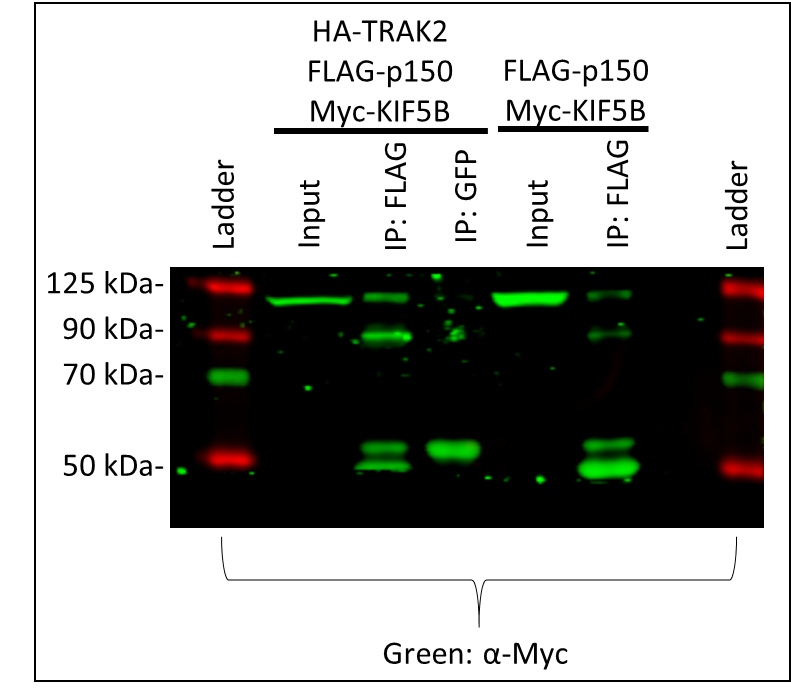 HA-TRAK2
FLAG-p150
Myc-KIF5B
FLAG-p150
Myc-KIF5B
Ladder
Input
IP: FLAG
IP: GFP
Input
IP: FLAG
Ladder
125 kDa-
90 kDa-
70 kDa-
50 kDa-
Green: α-Myc